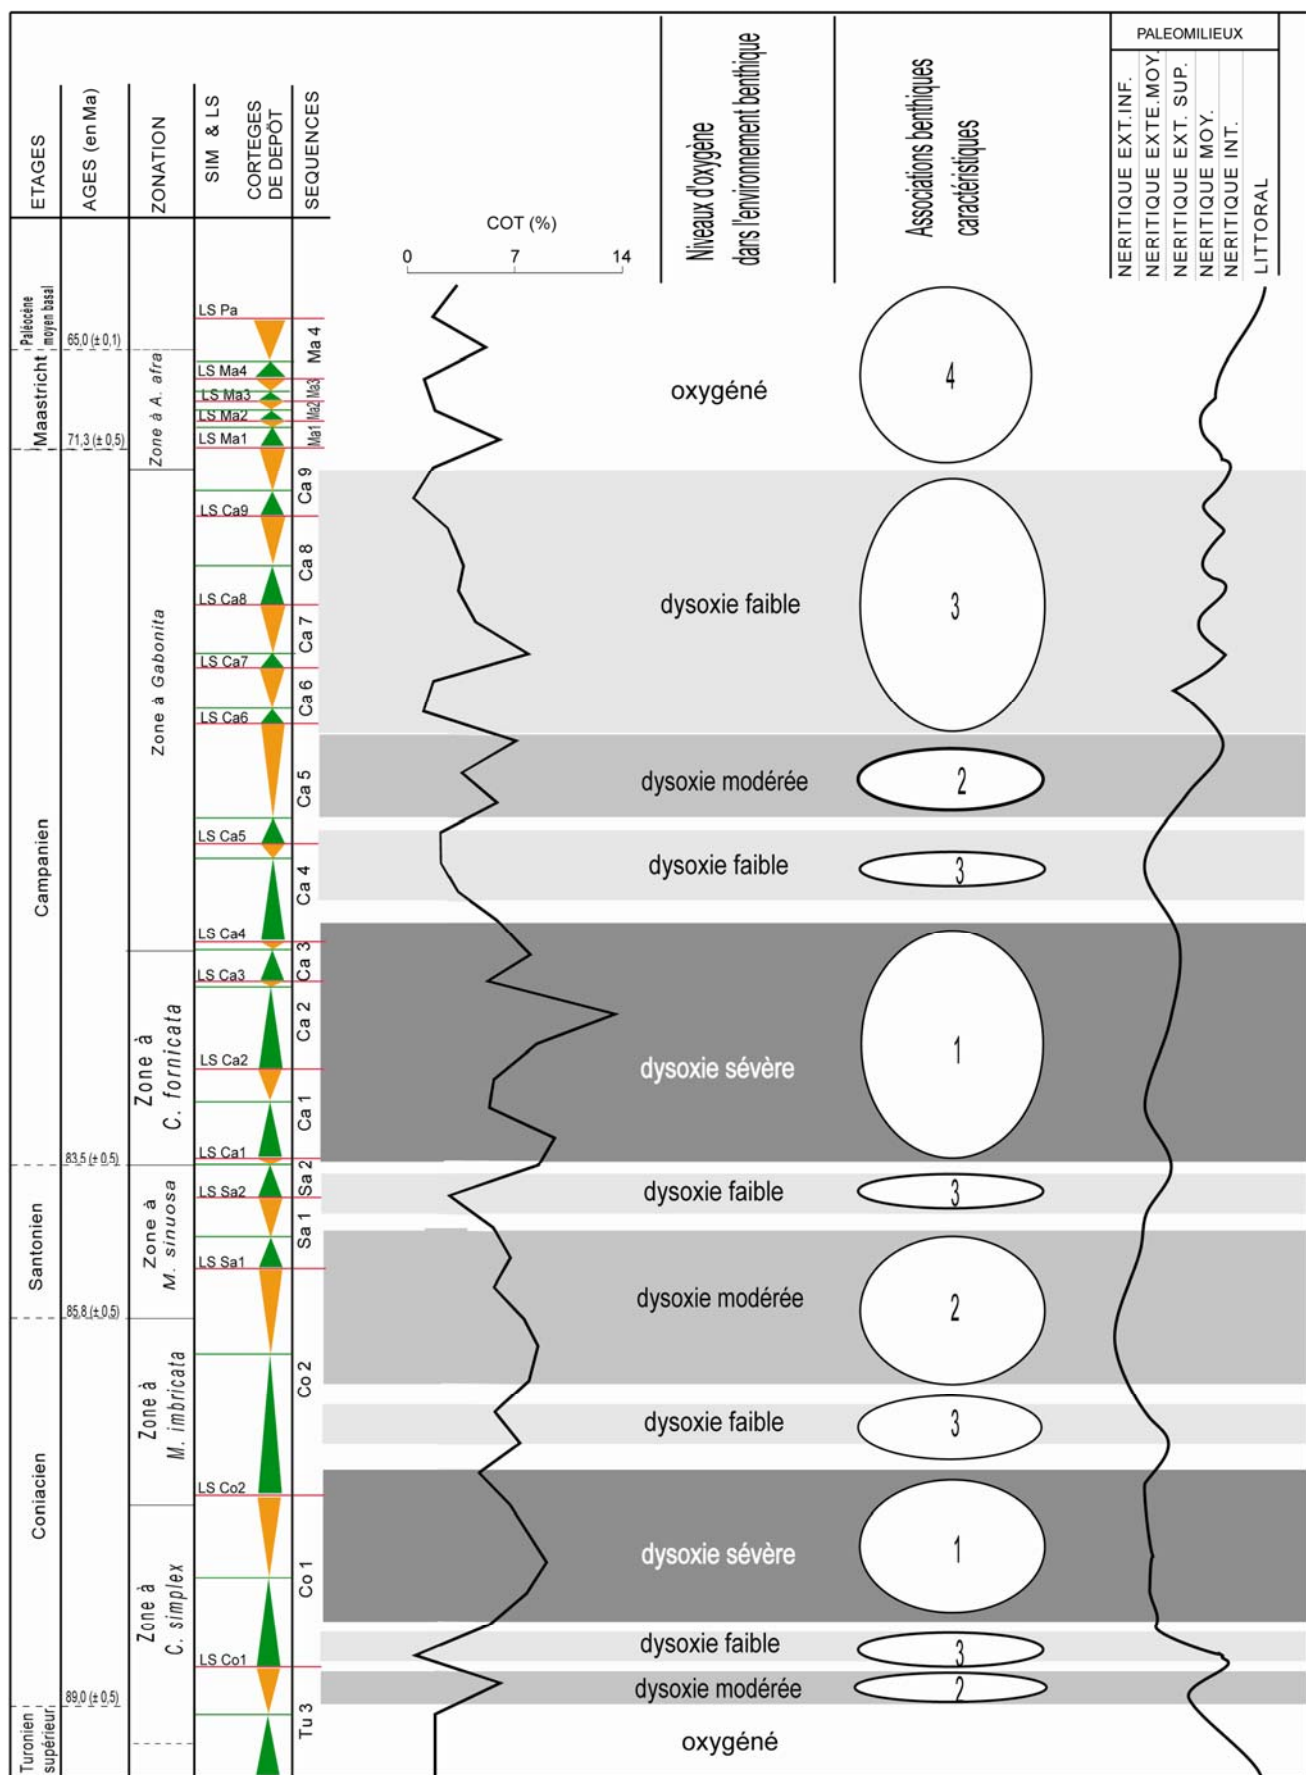 ETAGES
AGES (en Ma)
ZONATION
SIM & LS
CORTEGES
DE DEPÔT
SEQUENCES
COT (%)
0
7
14
Niveaux d'oxygène
dans l'environnement benthique
Associations benthiques
caractéristiques
PALEOMILIEUX
NERITIQUE EXT.INF.
NERITIQUE EXTE.MOY.
NERITIQUE EXT. SUP.
NERITIQUE MOY.
NERITIQUE INT.
LITTORAL
Paléocène
moyen basal
Maastricht
Campanien
Santonien
Coniacien
Turonien
supérieur
65,0 (± 0,1)
71,3 (± 0,5)
83,5 (± 0,5)
85,8 (± 0,5)
89,0 (± 0,5)
Zone à A. afra
Zone à Gabonita
Zone à
C. fornicata
Zone à
M. sinuosa
Zone à
M. imbricata
Zone à
C. simplex
LS Pa
LS Ma4
LS Ma3
LS Ma2
LS Ma1
LS Ca9
LS Ca8
LS Ca7
LS Ca6
LS Ca5
LS Ca4
LS Ca3
LS Ca2
LS Ca1
LS Sa2
LS Sa1
LS Co2
LS Co1
Ma 4
Ma3
Ma2
Ma1
Ca 9
Ca 8
Ca 7
Ca 6
Ca 5
Ca 4
Ca 3
Ca 2
Ca 1
Sa 2
Sa 1
Co 2
Co 1
Tu 3
oxygéné
4
dysoxie faible
3
dysoxie modérée
2
dysoxie faible
3
dysoxie sévère
1
dysoxie faible
3
dysoxie modérée
2
dysoxie faible
3
dysoxie sévère
1
dysoxie faible
3
dysoxie modérée
2
oxygéné